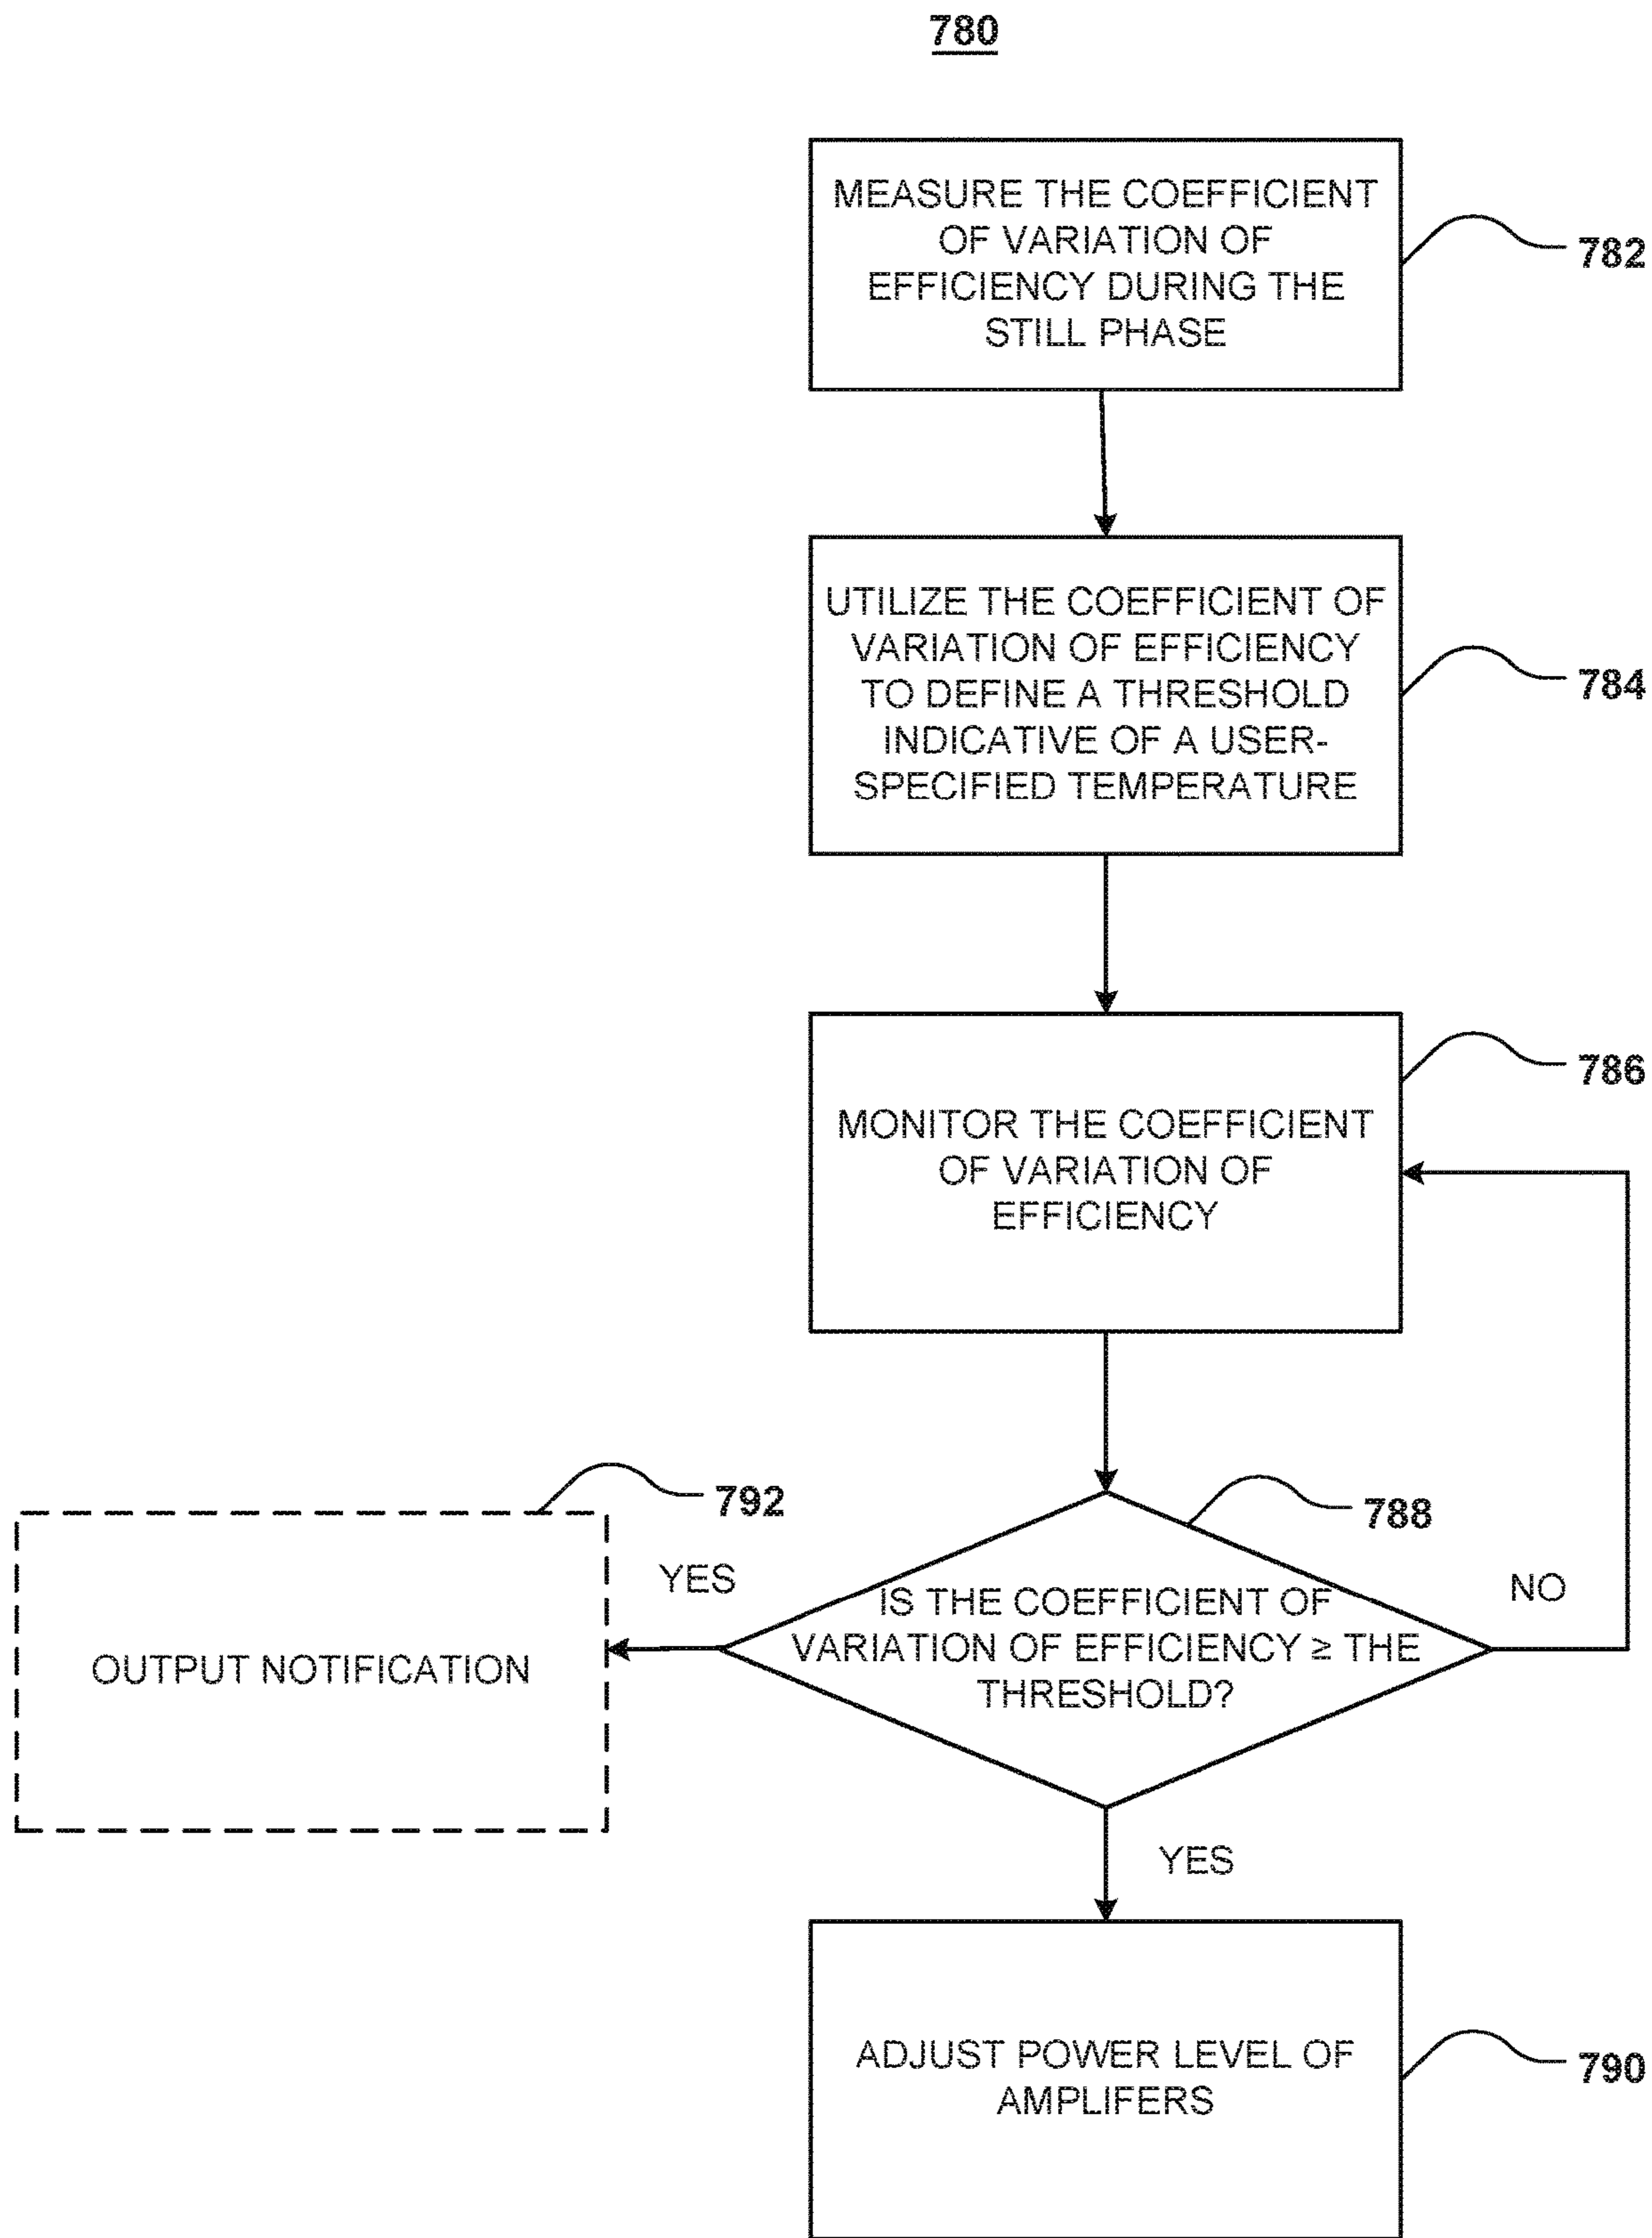 780
MEASURE THE COEFFICIENT
OF VARIATION OF
EFFICIENCY DURING THE
STILL PHASE
782
UTILIZE THE COEFFICIENT OF
VARIATION OF EFFICIENCY
TO DEFINE A THRESHOLD
INDICATIVE OF A USER-
SPECIFIED TEMPERATURE
784
MONITOR THE COEFFICIENT
OF VARIATION OF
EFFICIENCY
786
792
OUTPUT NOTIFICATION
YES
788
IS THE COEFFICIENT OF
VARIATION OF EFFICIENCY ≥ THE
THRESHOLD?
NO
YES
ADJUST POWER LEVEL OF
AMPLIFERS
790